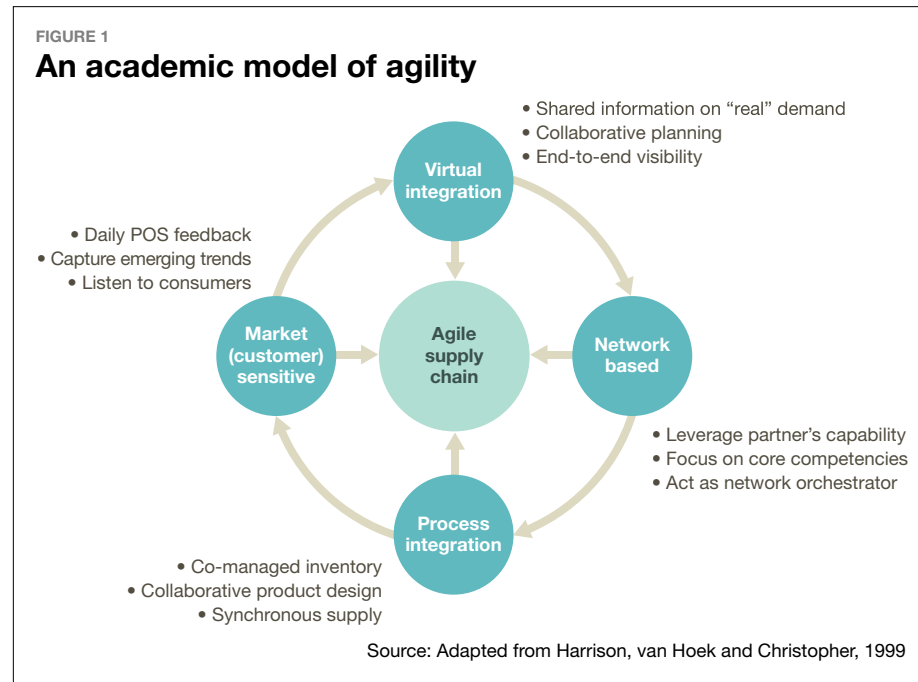 FIGURE 1
An academic model of agility
• Shared information on “real” demand
• Collaborative planning
• End-to-end visibility
Virtual
integration
• Daily POS feedback
• Capture emerging trends
• Listen to consumers
Market
(customer)
sensitive
Agile
supply
chain
Network
based
• Leverage partner’s capability
• Focus on core competencies
• Act as network orchestrator
Process
integration
• Co-managed inventory
• Collaborative product design
• Synchronous supply
Source: Adapted from Harrison, van Hoek and Christopher, 1999